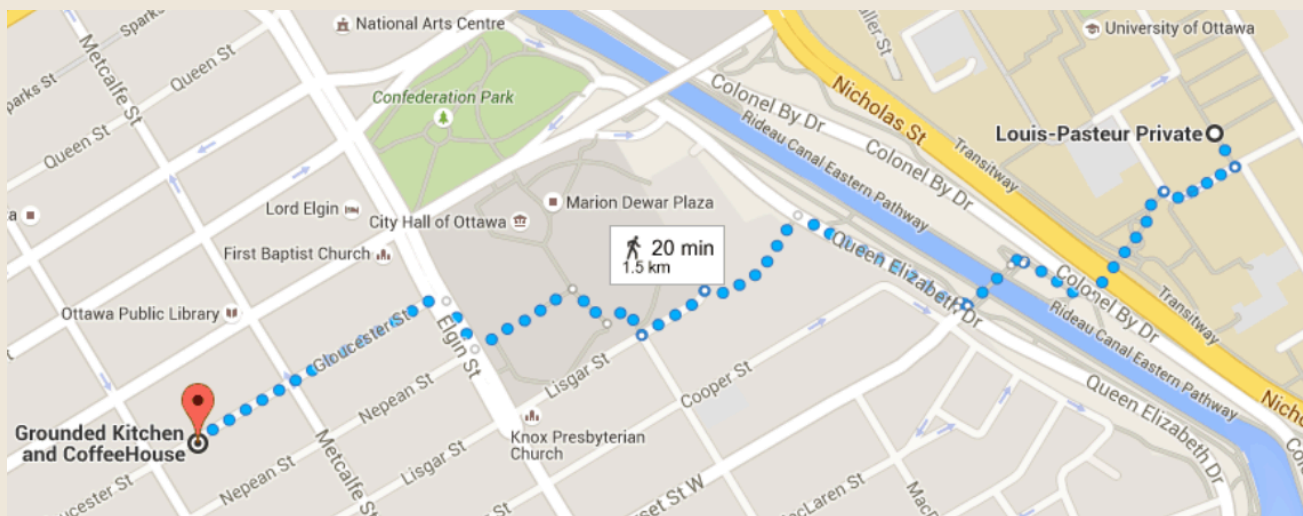 Sparks St
National Arts Centre
University of Ottawa
Metcalfe St
Queen St
Sparks St
Confederation Park
Colonel By Dr
Nicholas St
Queen St
Rideau Canal Eastern Pathway
Colonel By Dr
Transitway
Louis-Pasteur Private
Lord Elgin
City Hall of Ottawa
Marion Dewar Plaza
First Baptist Church
20 min
1.5 km
Queen Elizabeth Dr
Colonel By Dr
Ottawa Public Library
Gloucester St
Elgin St
Transitway
Rideau Canal Eastern Pathway
Nepean St
Lisgar St
Cooper St
Queen Elizabeth Dr
Grounded Kitchen
and CoffeeHouse
Metcalfe St
Knox Presbyterian
Church
Lisgar St
Nepean St
MacLaren St